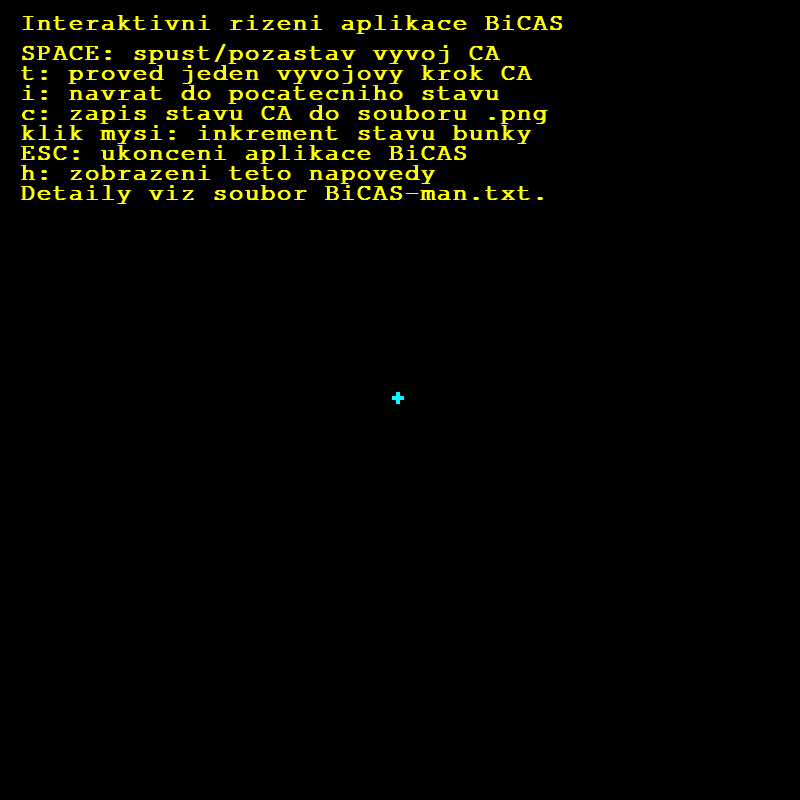 Interaktivni rizeni aplikace BiCAS
SPACE: spust/pozastav vyvoj CA
t: proved jeden vyvojovy krok CA
i: navrat do pocatecniho stavu
c: zapis stavu CA do souboru .png
klik mysi: inkrement stavu bunky
ESC: ukonceni aplikace BiCAS
h: zobrazeni teto napovedy
Detaily viz soubor BiCAS-man.txt.